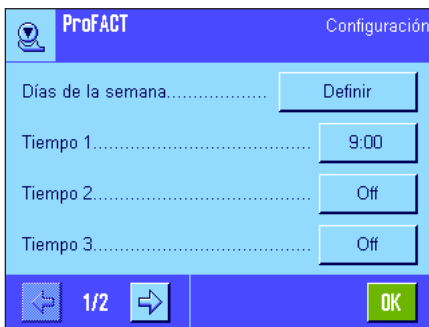 ProFACT
Configuración
Días de la semana.................. Definir
Tiempo 1....................................... 9:00
Tiempo 2....................................... Off
Tiempo 3....................................... Off
1/2 OK